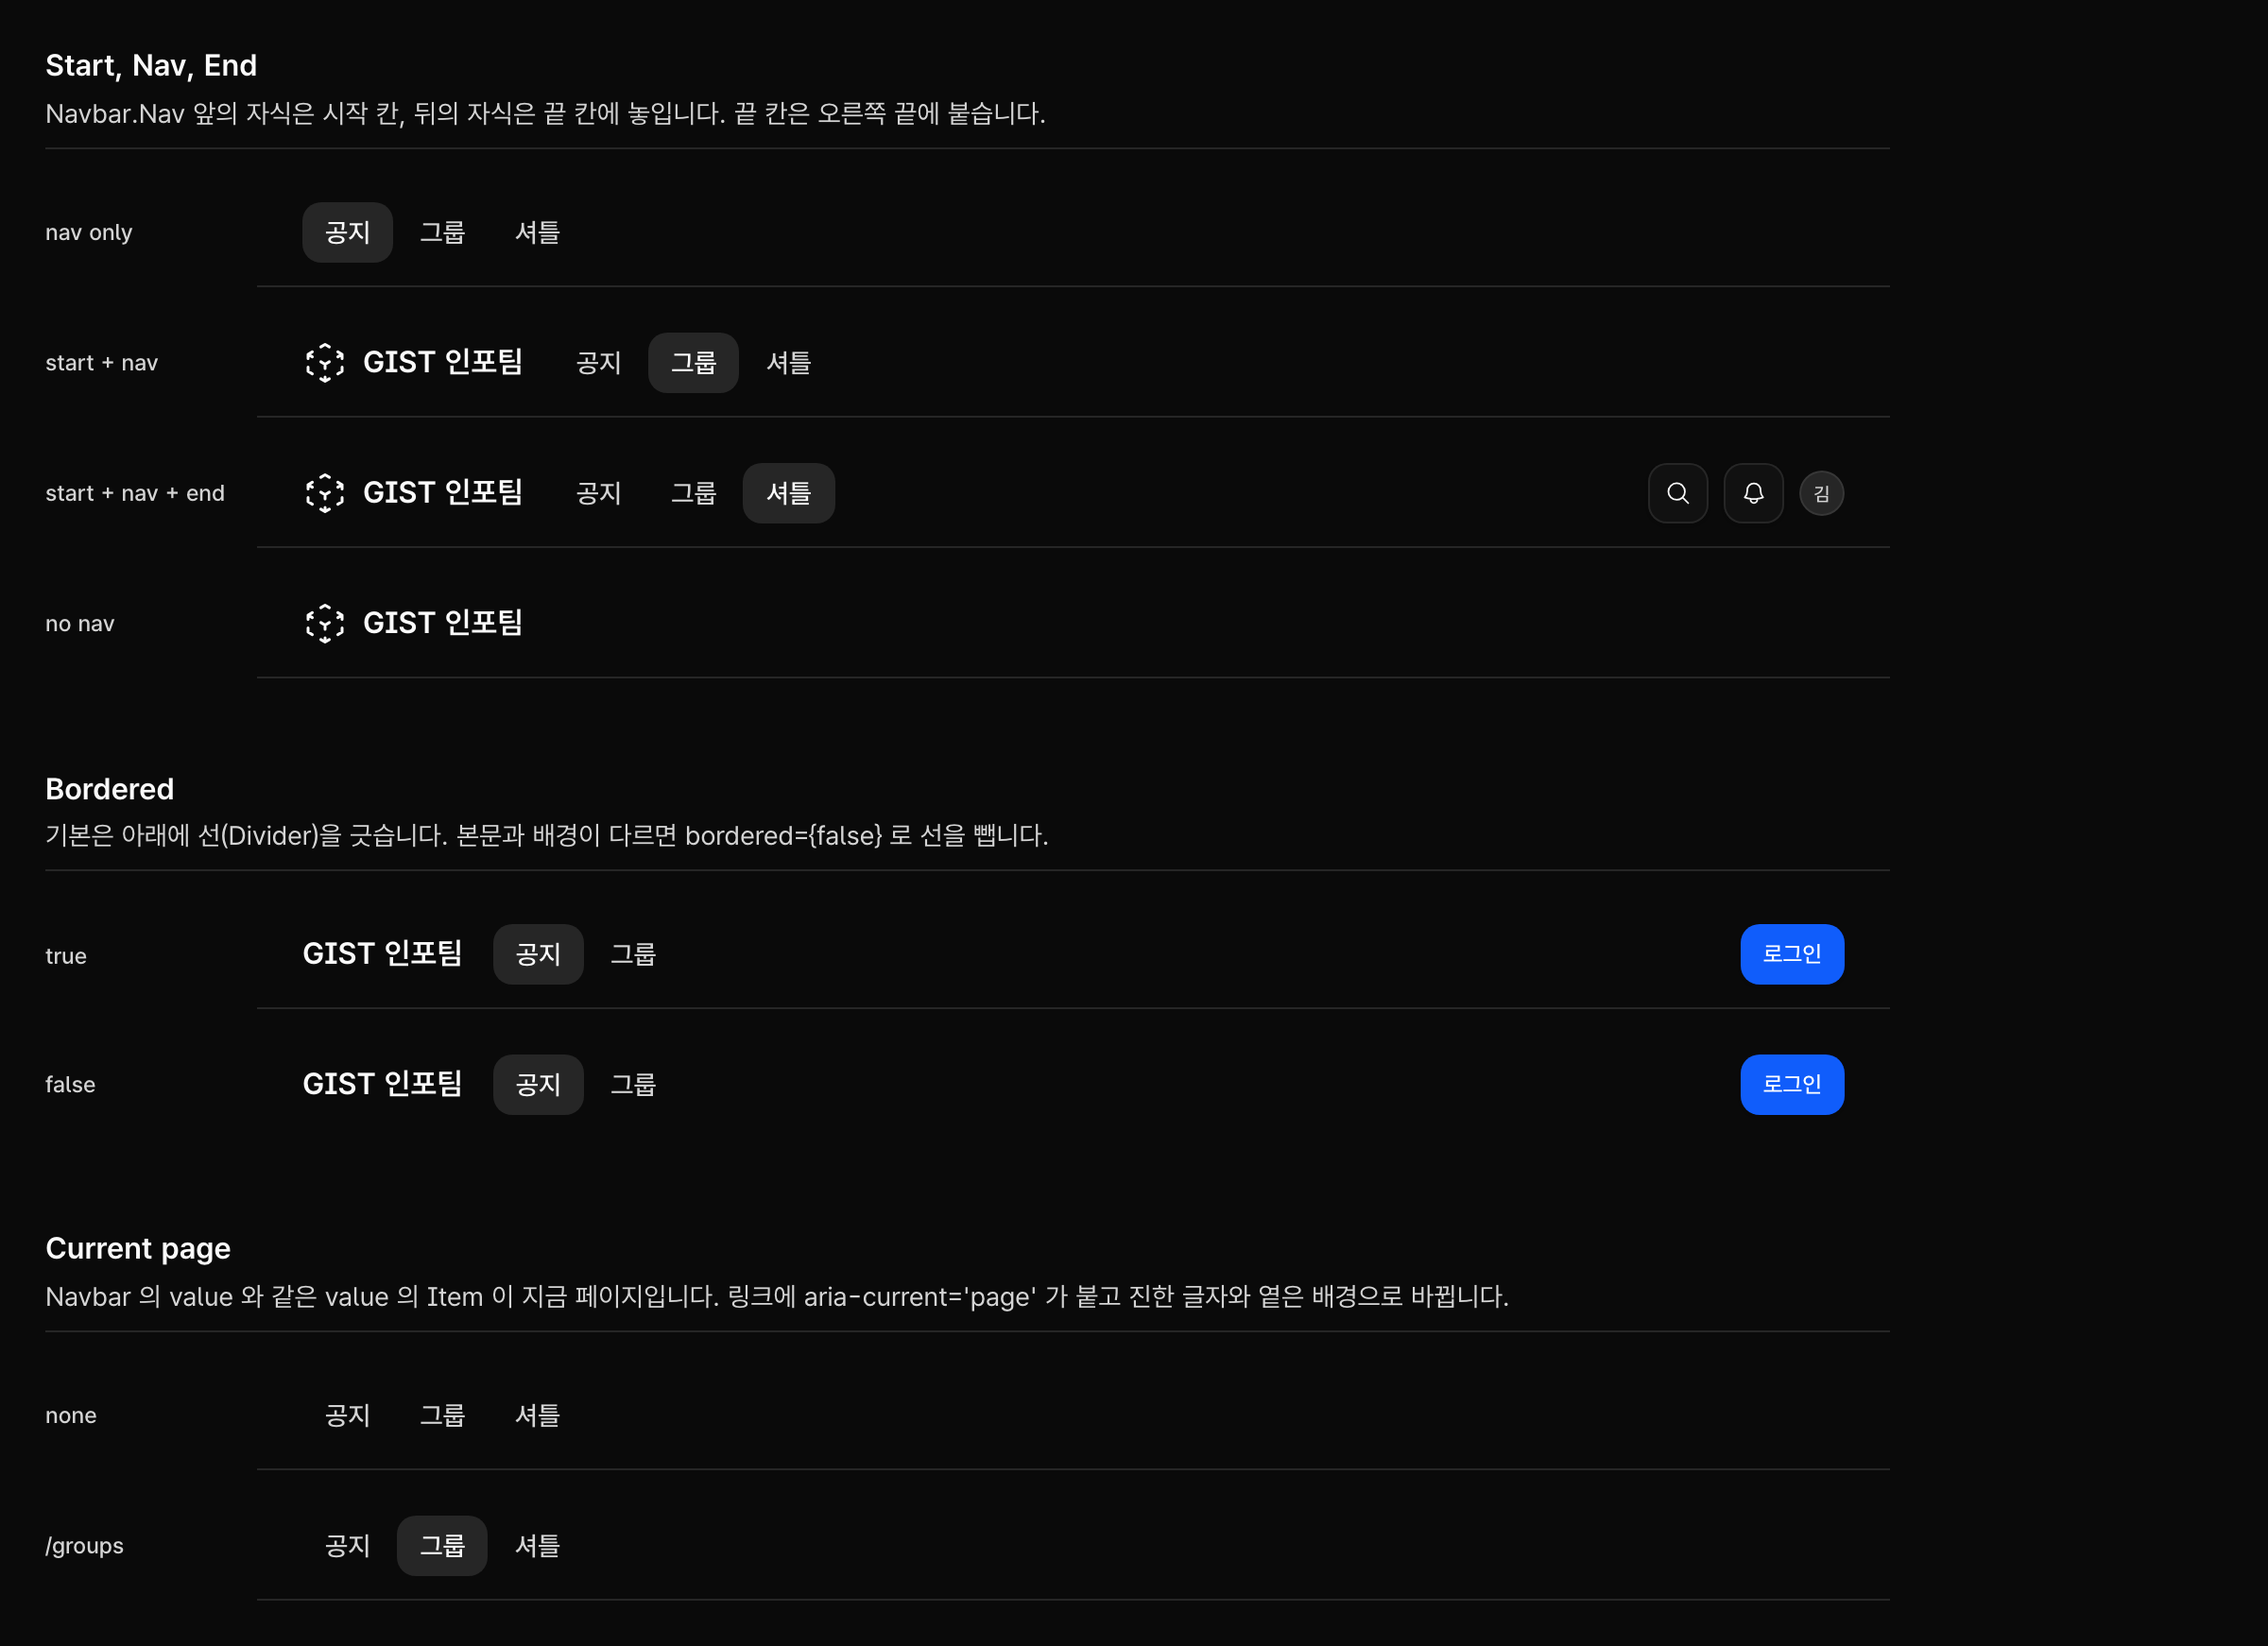 Start, Nav, End
Navbar.Nav 앞의 자식은 시작 칸, 뒤의 자식은 끝 칸에 놓입니다. 끝 칸은 오른쪽 끝에 붙습니다.
nav only 공지 그룹 셔틀
start + nav GIST 인포팀 공지 그룹 셔틀
start + nav + end GIST 인포팀 공지 그룹 셔틀 김
no nav GIST 인포팀
Bordered
기본은 아래에 선(Divider)을 긋습니다. 본문과 배경이 다르면 bordered={false} 로 선을 뺍니다.
true GIST 인포팀 공지 그룹 로그인
false GIST 인포팀 공지 그룹 로그인
Current page
Navbar 의 value 와 같은 value 의 Item 이 지금 페이지입니다. 링크에 aria-current='page' 가 붙고 진한 글자와 옅은 배경으로 바뀝니다.
none 공지 그룹 셔틀
/groups 공지 그룹 셔틀